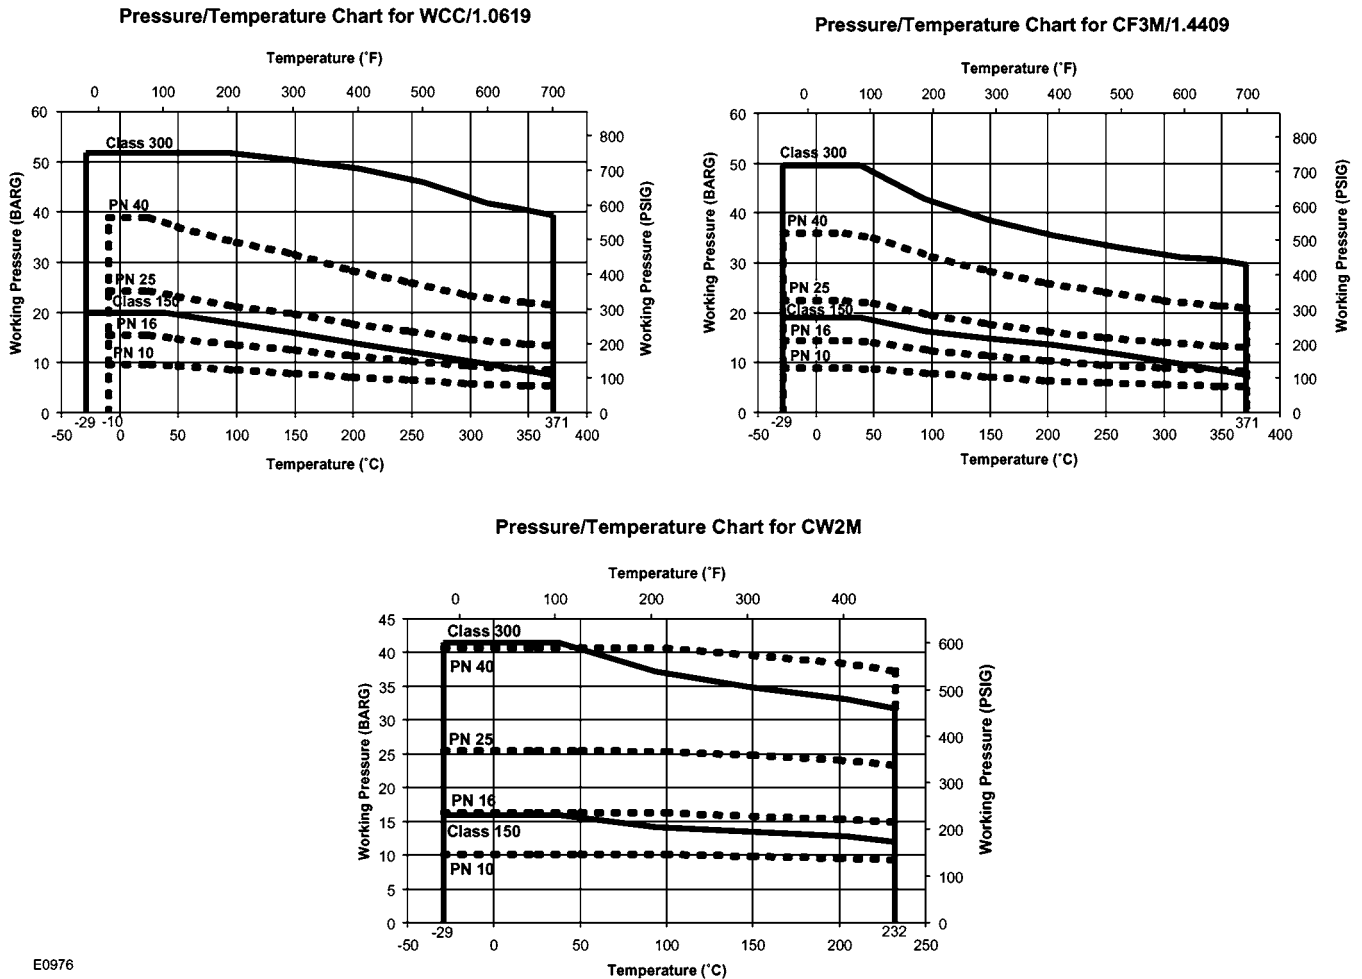 Pressure/Temperature Chart for WCC/1.0619
Temperature (˚F)
0 100 200 300 400 500 600 700
60
50
40
30
20
10
0
Working Pressure (BARG)
800
700
600
500
400
300
200
100
0
Working Pressure (PSIG)
Class 300
PN 40
PN 25
Class 150
PN 16
PN 10
-29 -10 371
-50 0 50 100 150 200 250 300 350 400
Temperature (˚C)
Pressure/Temperature Chart for CF3M/1.4409
Temperature (˚F)
0 100 200 300 400 500 600 700
60
50
40
30
20
10
0
Working Pressure (BARG)
800
700
600
500
400
300
200
100
0
Working Pressure (PSIG)
Class 300
PN 40
PN 25
Class 150
PN 16
PN 10
-29 371
-50 0 50 100 150 200 250 300 350 400
Temperature (˚C)
Pressure/Temperature Chart for CW2M
Temperature (˚F)
0 100 200 300 400
45
40
35
30
25
20
15
10
5
0
Working Pressure (BARG)
600
500
400
300
200
100
0
Working Pressure (PSIG)
Class 300
PN 40
PN 25
PN 16
Class 150
PN 10
-29 232
-50 0 50 100 150 200 250
Temperature (˚C)
E0976